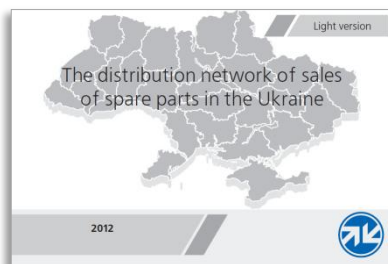 Light version
The distribution network of sales
of spare parts in the Ukraine
2012